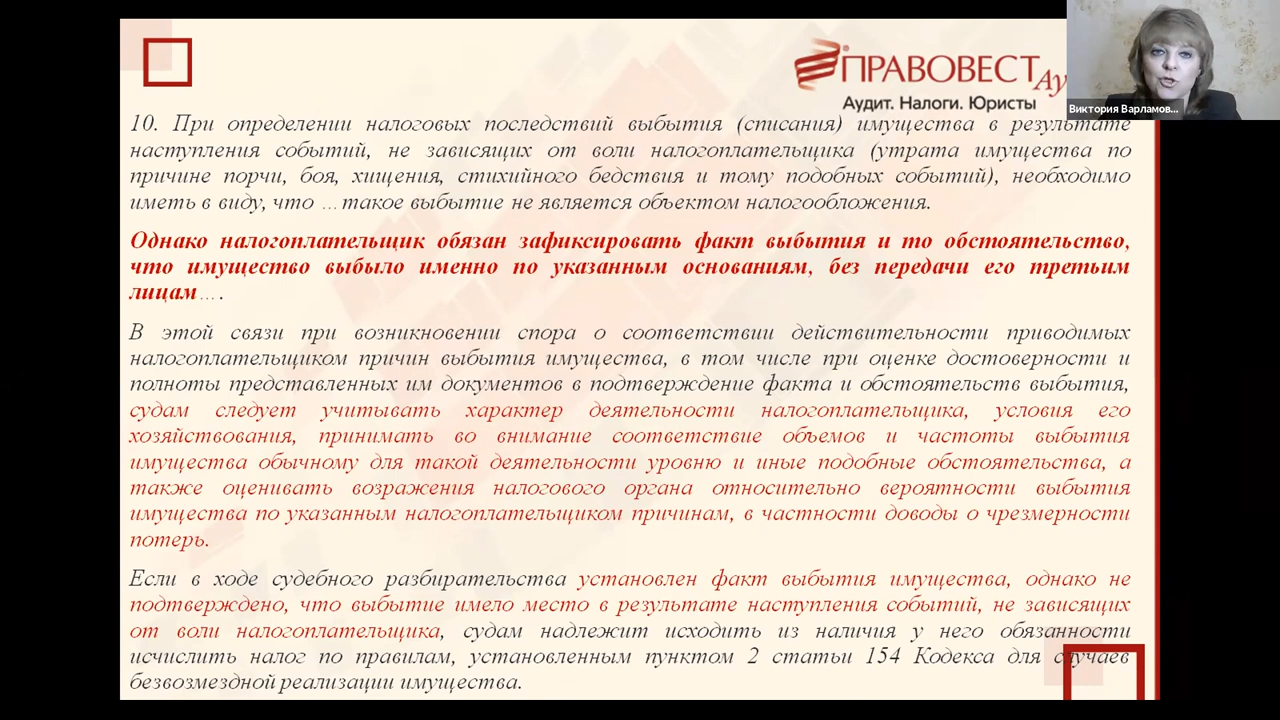 ПРАВОВЕСТ Ау
Аудит. Налоги. Юристы
Виктория Варламов...
10. При определении налоговых последствий выбытия (списания) имущества в результате
наступления событий, не зависящих от воли налогоплательщика (утрата имущества по
причине порчи, боя, хищения, стихийного бедствия и тому подобных событий), необходимо
иметь в виду, что ... такое выбытие не является объектом налогообложения.
Однако налогоплательщик обязан зафиксировать факт выбытия и то обстоятельство,
что имущество выбыло именно по указанным основаниям, без передачи его третьим
лицам... .
В этой связи при возникновении спора о соответствии действительности приводимых
налогоплательщиком причин выбытия имущества, в том числе при оценке достоверности и
полноты представленных им документов в подтверждение факта и обстоятельств выбытия,
судам следует учитывать характер деятельности налогоплательщика, условия его
хозяйствования, принимать во внимание соответствие объемов и частоты выбытия
имущества обычному для такой деятельности уровню и иные подобные обстоятельства, а
также оценивать возражения налогового органа относительно вероятности выбытия
имущества по указанным налогоплательщиком причинам, в частности доводы о чрезмерности
потерь.
Если в ходе судебного разбирательства установлен факт выбытия имущества, однако не
подтверждено, что выбытие имело место в результате наступления событий, не зависящих
от воли налогоплательщика, судам надлежит исходить из наличия у него обязанности
исчислить налог по правилам, установленным пунктом 2 статьи 154 Кодекса для случаев
безвозмездной реализации имущества.